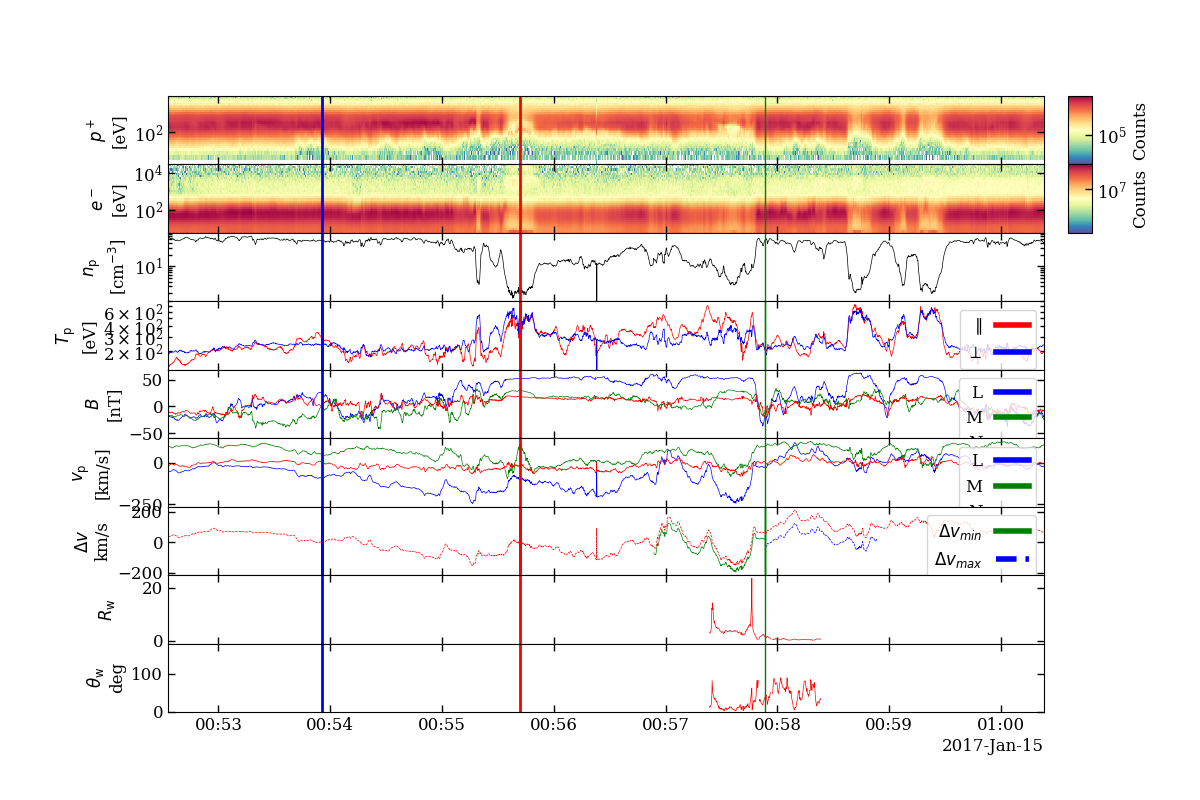 p⁺
[eV]
10²
10⁵
Counts
e⁻
[eV]
10⁴
10²
10⁷
Counts
nₚ
[cm⁻³]
10¹
Tₚ
[eV]
6 × 10²
4 × 10²
3 × 10²
2 × 10²
∥
⊥
B
[nT]
50
0
−50
L
M
vₚ
[km/s]
0
−250
L
M
Δv
km/s
200
0
−200
Δv_min
Δv_max
R_w
20
0
θ_w
deg
100
0
00:53 00:54 00:55 00:56 00:57 00:58 00:59 01:00
2017-Jan-15